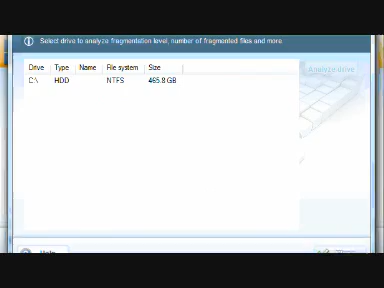 Select drive to analyze fragmentation level, number of fragmented files and more
Drive Type Name File system Size
C:\ HDD NTFS 465.8 GB
Analyze drive
Help